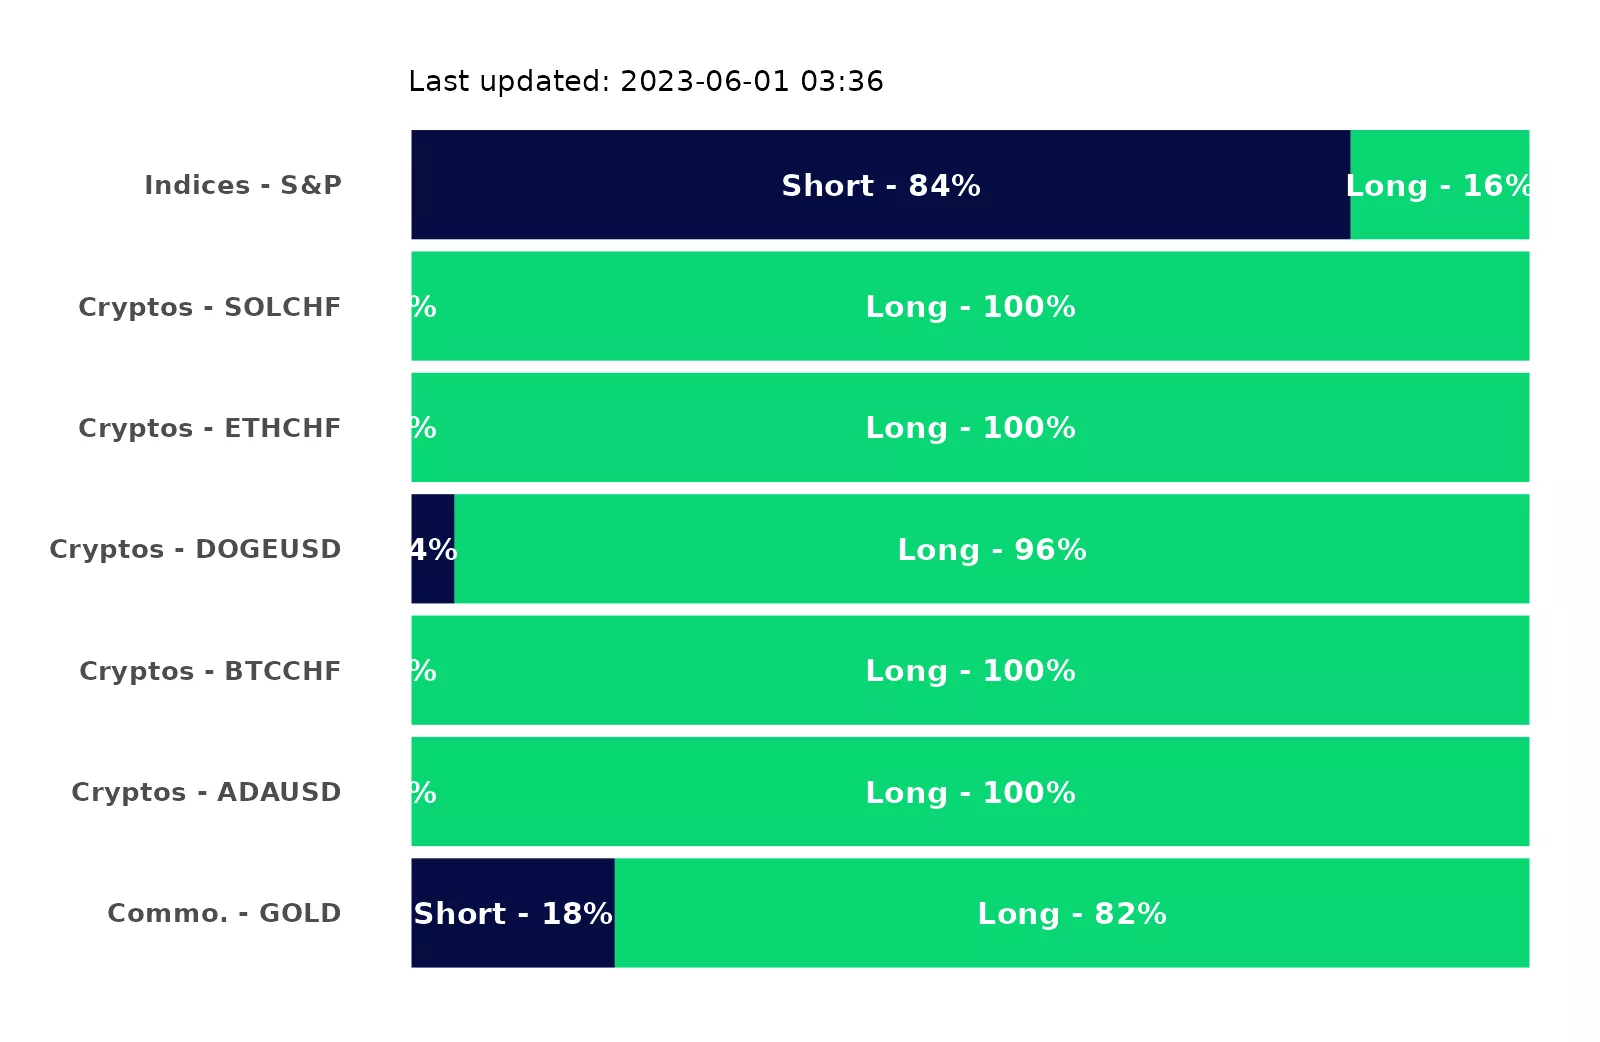 Last updated: 2023-06-01 03:36
Indices - S&P Short - 84% Long - 16%
Cryptos - SOLCHF % Long - 100%
Cryptos - ETHCHF % Long - 100%
Cryptos - DOGEUSD 4% Long - 96%
Cryptos - BTCCHF % Long - 100%
Cryptos - ADAUSD % Long - 100%
Commo. - GOLD Short - 18% Long - 82%